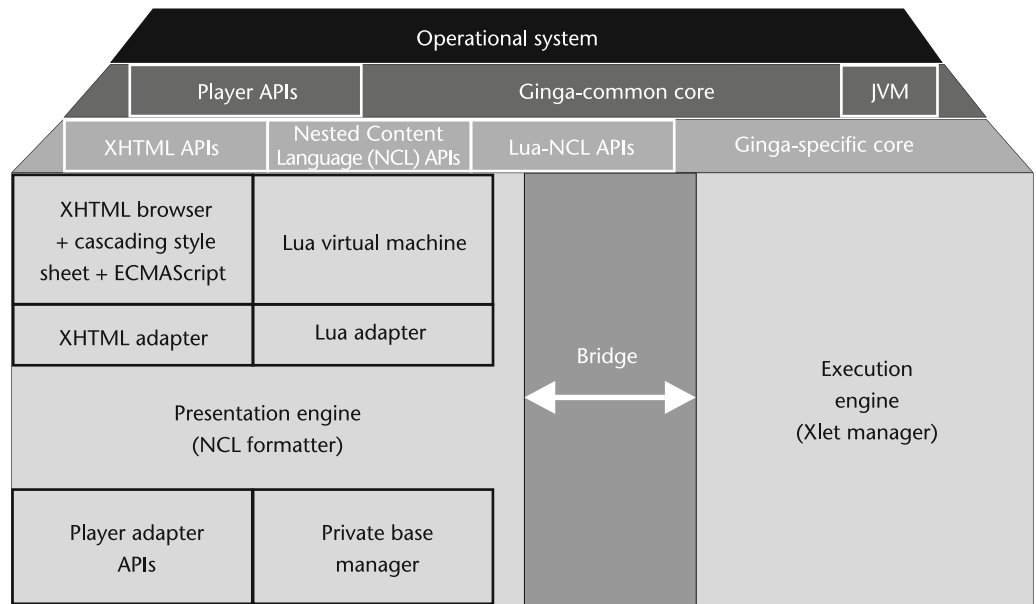 Operational system
Player APIs
Ginga-common core
JVM
XHTML APIs
Nested Content
Language (NCL) APIs
Lua-NCL APIs
Ginga-specific core
XHTML browser
+ cascading style
sheet + ECMAScript
Lua virtual machine
XHTML adapter
Lua adapter
Bridge
Execution
engine
(Xlet manager)
Presentation engine
(NCL formatter)
Player adapter
APIs
Private base
manager